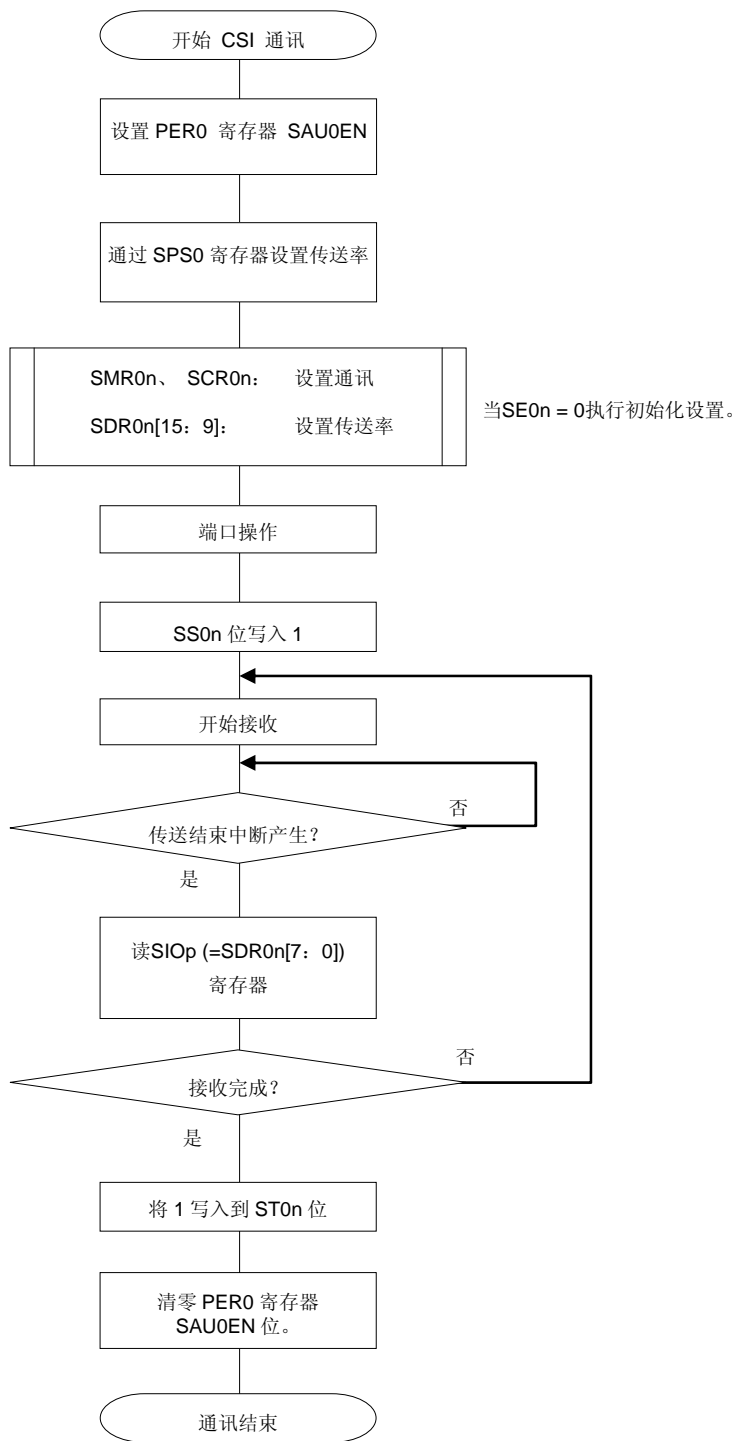 开始 CSI 通讯
设置 PER0 寄存器 SAU0EN
通过 SPS0 寄存器设置传送率
SMR0n、 SCR0n： 设置通讯
SDR0n[15：9]： 设置传送率
当SE0n = 0执行初始化设置。
端口操作
SS0n 位写入 1
开始接收
否
传送结束中断产生？
是
读SIOp (=SDR0n[7：0])
寄存器
否
接收完成？
是
将 1 写入到 ST0n 位
清零 PER0 寄存器
SAU0EN 位。
通讯结束